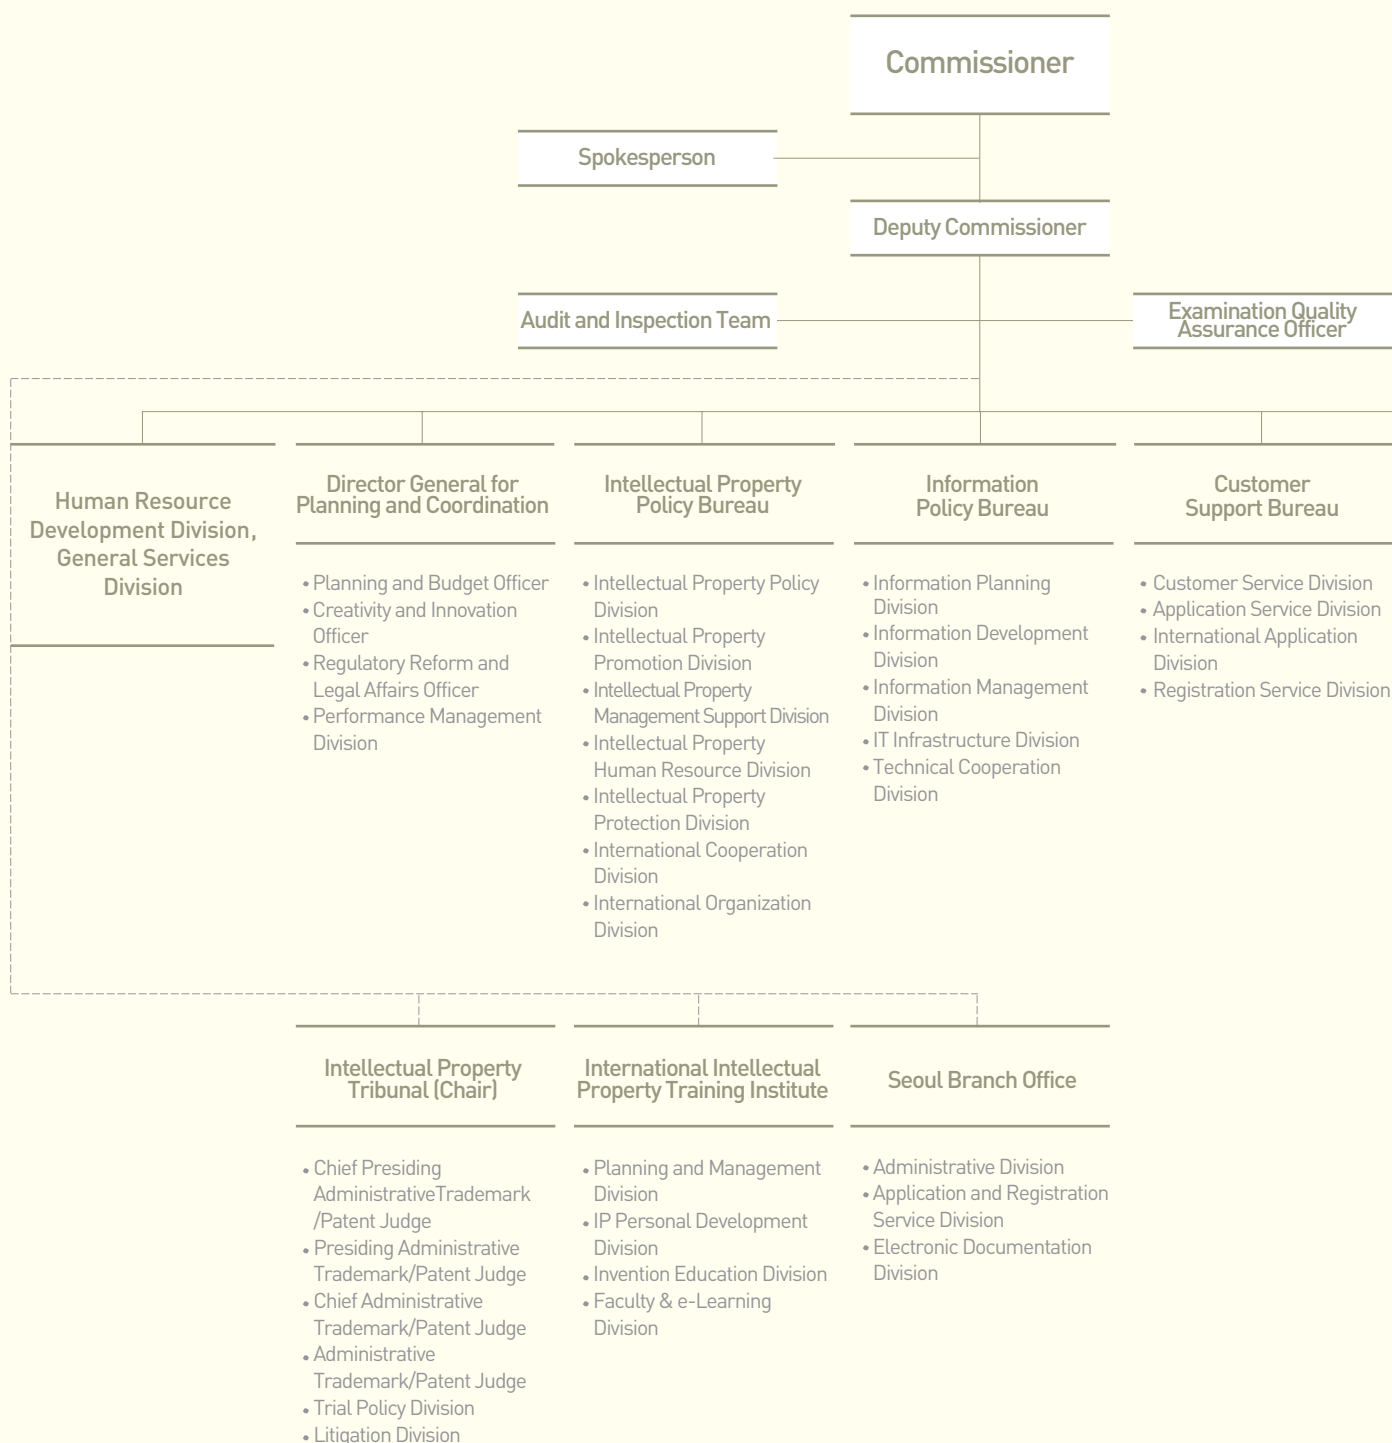 Commissioner
Spokesperson
Deputy Commissioner
Audit and Inspection Team
Examination Quality
Assurance Officer
Human Resource
Development Division,
General Services
Division
Director General for
Planning and Coordination
• Planning and Budget Officer
• Creativity and Innovation
Officer
• Regulatory Reform and
Legal Affairs Officer
• Performance Management
Division
Intellectual Property
Policy Bureau
• Intellectual Property Policy
Division
• Intellectual Property
Promotion Division
• Intellectual Property
Management Support Division
• Intellectual Property
Human Resource Division
• Intellectual Property
Protection Division
• International Cooperation
Division
• International Organization
Division
Information
Policy Bureau
• Information Planning
Division
• Information Development
Division
• Information Management
Division
• IT Infrastructure Division
• Technical Cooperation
Division
Customer
Support Bureau
• Customer Service Division
• Application Service Division
• International Application
Division
• Registration Service Division
Intellectual Property
Tribunal (Chair)
• Chief Presiding
AdministrativeTrademark
/Patent Judge
• Presiding Administrative
Trademark/Patent Judge
• Chief Administrative
Trademark/Patent Judge
• Administrative
Trademark/Patent Judge
• Trial Policy Division
• Litigation Division
International Intellectual
Property Training Institute
• Planning and Management
Division
• IP Personal Development
Division
• Invention Education Division
• Faculty & e-Learning
Division
Seoul Branch Office
• Administrative Division
• Application and Registration
Service Division
• Electronic Documentation
Division